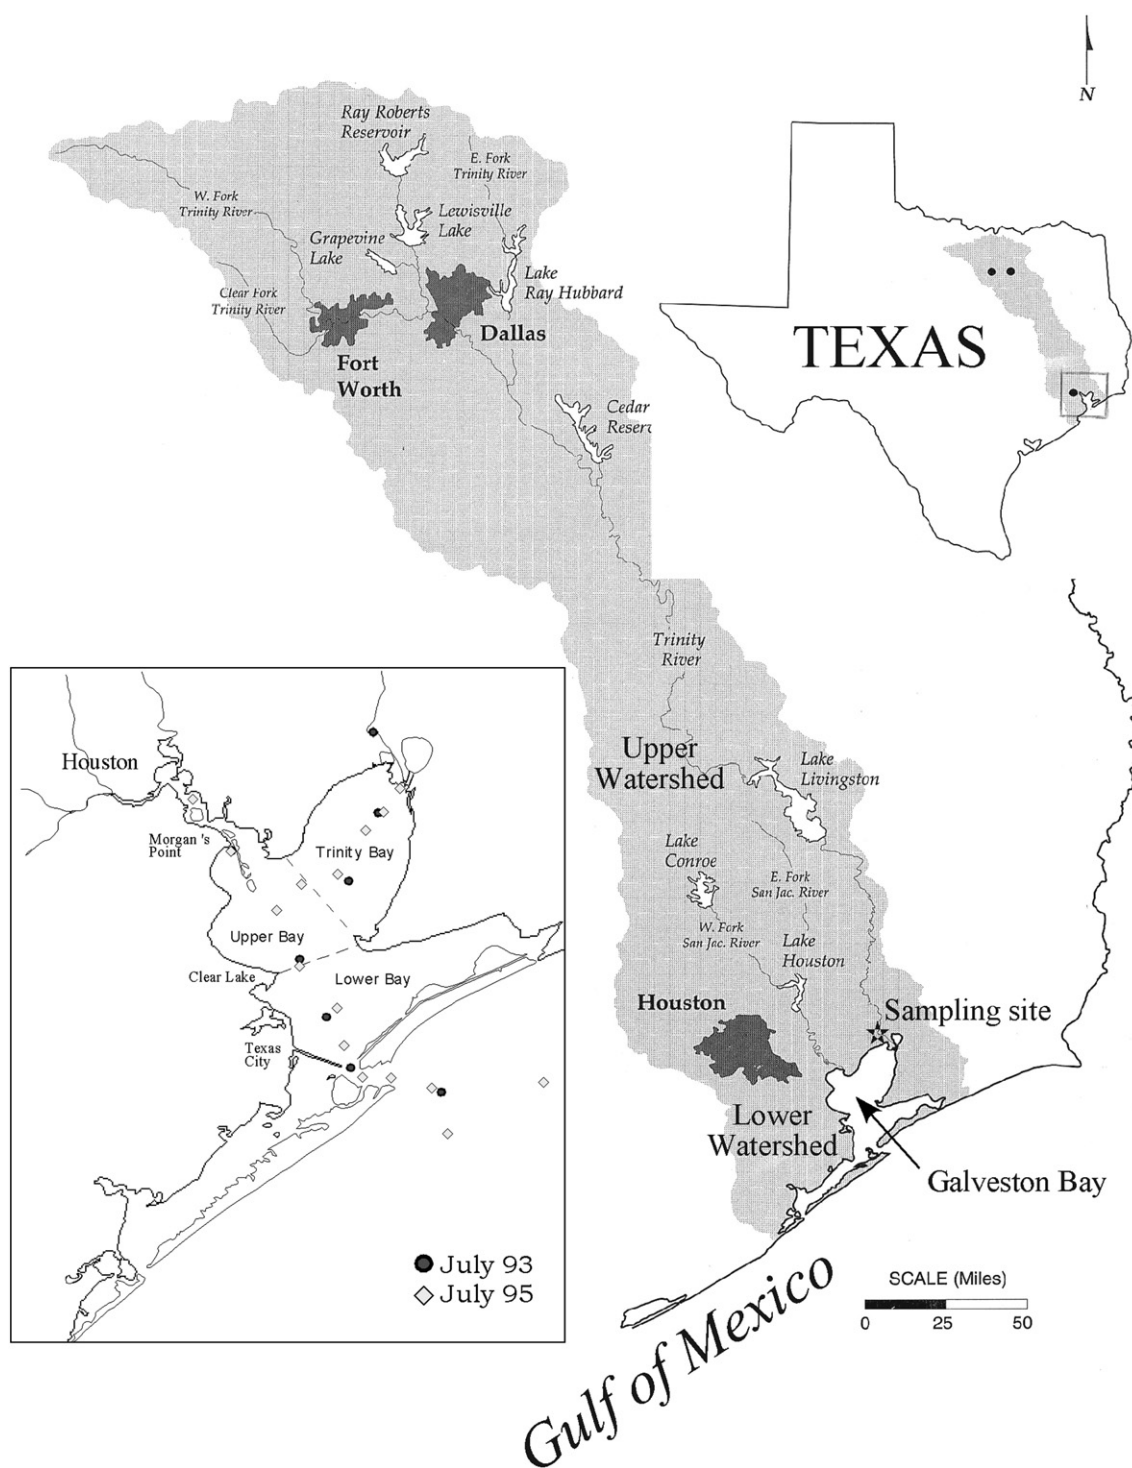 N
Ray Roberts
Reservoir
E. Fork
Trinity River
W. Fork
Trinity River
Lewisville
Lake
Grapevine
Lake
Lake
Ray Hubbard
Clear Fork
Trinity River
Dallas
Fort
Worth
Cedar
Reserv
TEXAS
Trinity
River
Upper
Watershed
Lake
Livingston
Lake
Conroe
E. Fork
San Jac. River
W. Fork
San Jac. River
Lake
Houston
Houston
Sampling site
Lower
Watershed
Galveston Bay
Gulf of Mexico
SCALE (Miles)
0 25 50
Houston
Morgan 's
Point
Trinity Bay
Upper Bay
Clear Lake
Lower Bay
Texas
City
July 93
July 95